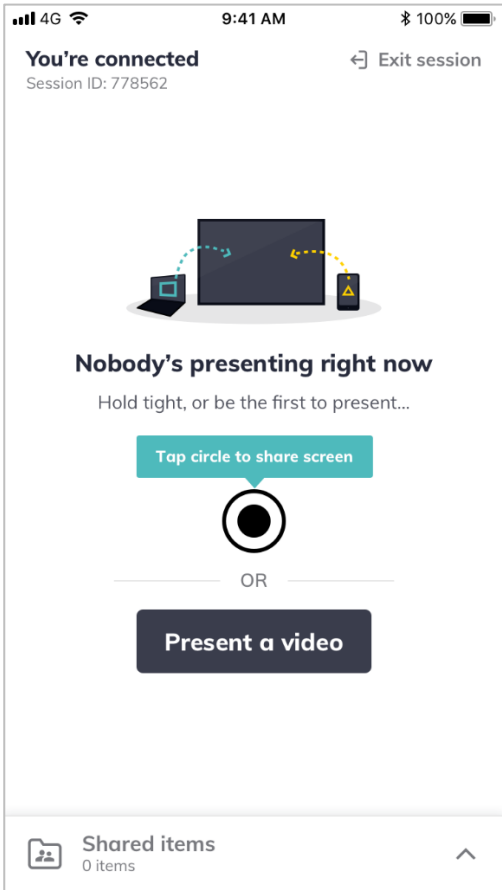 4G 9:41 AM 100%
You're connected
Exit session
Session ID: 778562
Nobody's presenting right now
Hold tight, or be the first to present...
Tap circle to share screen
OR
Present a video
Shared items
0 items